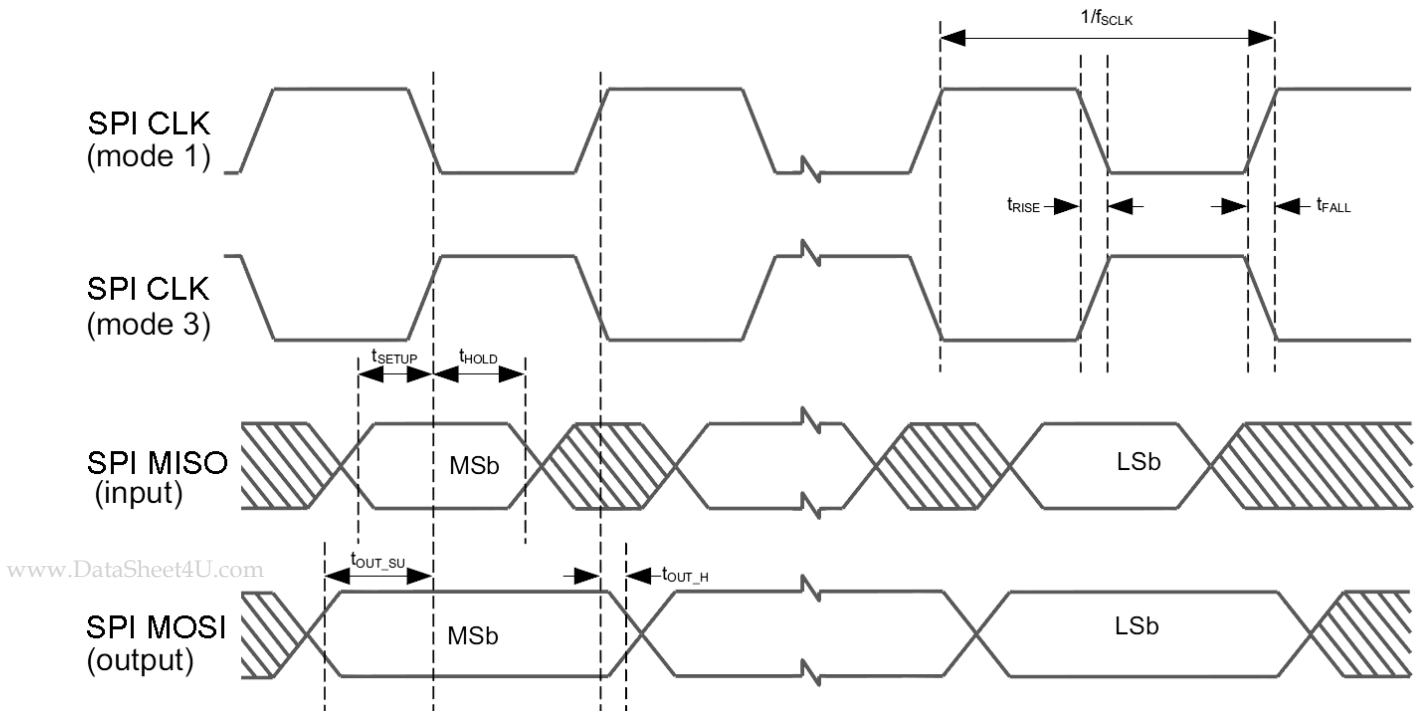 1/fSCLK
SPI CLK
(mode 1)
tRISE
tFALL
SPI CLK
(mode 3)
tSETUP
tHOLD
SPI MISO
(input)
MSb
LSb
www.DataSheet4U.com
tOUT_SU
tOUT_H
SPI MOSI
(output)
MSb
LSb